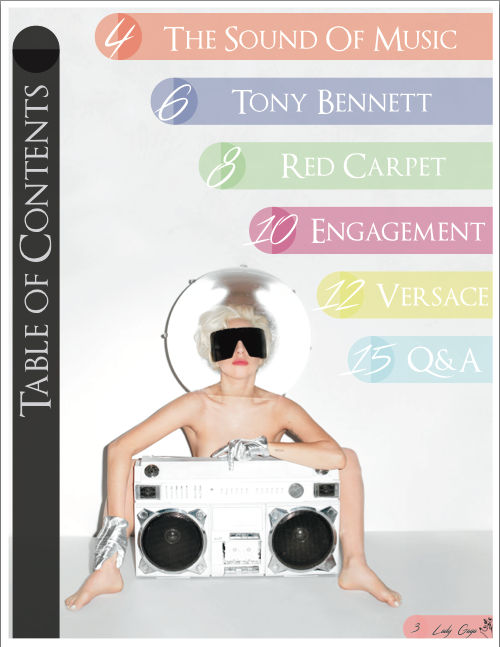 TABLE OF CONTENTS
4 THE SOUND OF MUSIC
6 TONY BENNETT
8 RED CARPET
10 ENGAGEMENT
12 VERSACE
15 Q&A
3 Lady Gaga